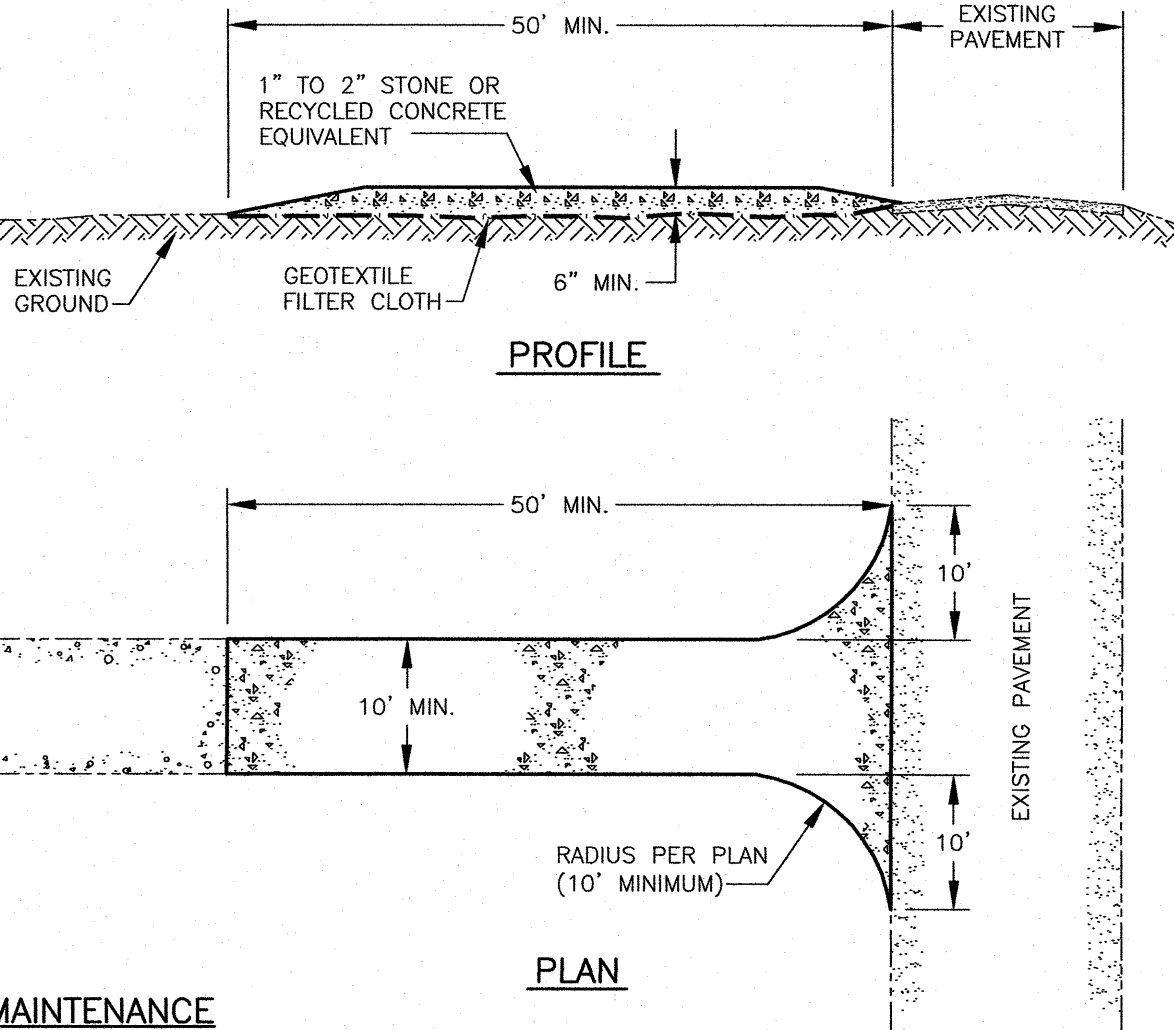 50' MIN.
EXISTING
PAVEMENT
1" TO 2" STONE OR
RECYCLED CONCRETE
EQUIVALENT
EXISTING
GROUND
GEOTEXTILE
FILTER CLOTH
6" MIN.
PROFILE
50' MIN.
10'
10' MIN.
EXISTING PAVEMENT
10'
RADIUS PER PLAN
(10' MINIMUM)
PLAN
MAINTENANCE